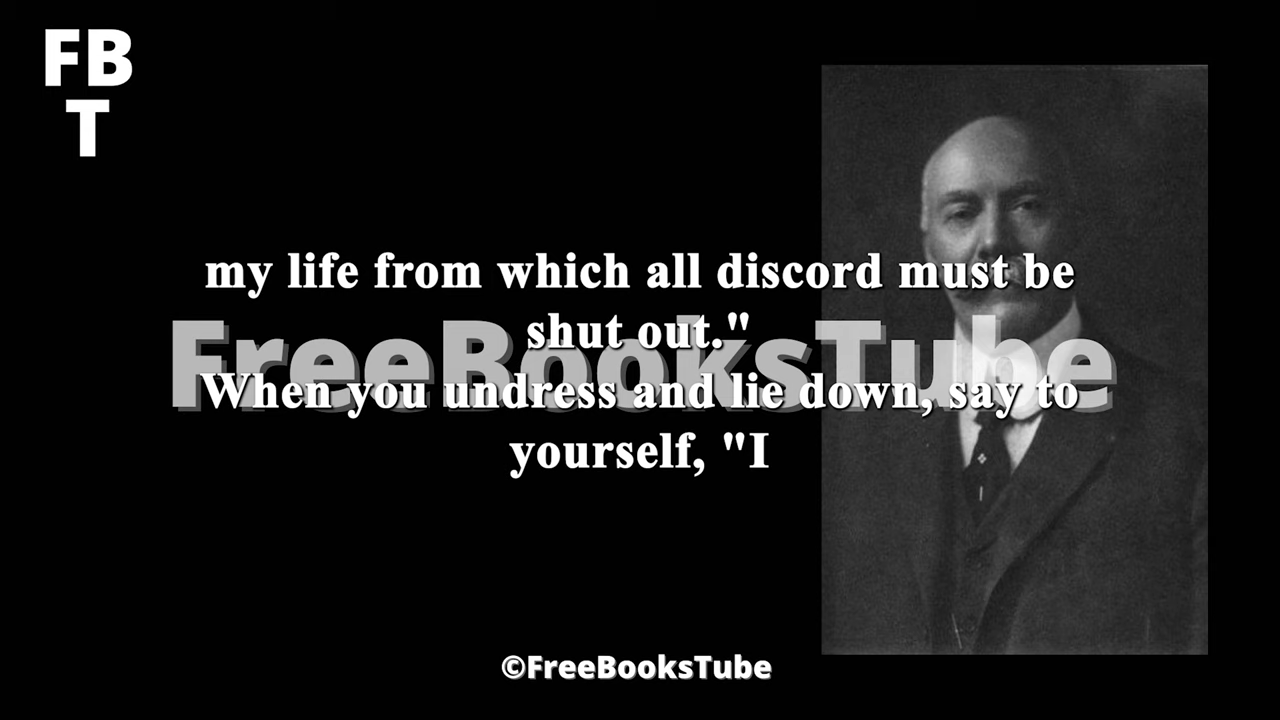 FB
T
my life from which all discord must be
shut out."
FreeBooksTube
When you undress and lie down, say to
yourself, "I
©FreeBooksTube